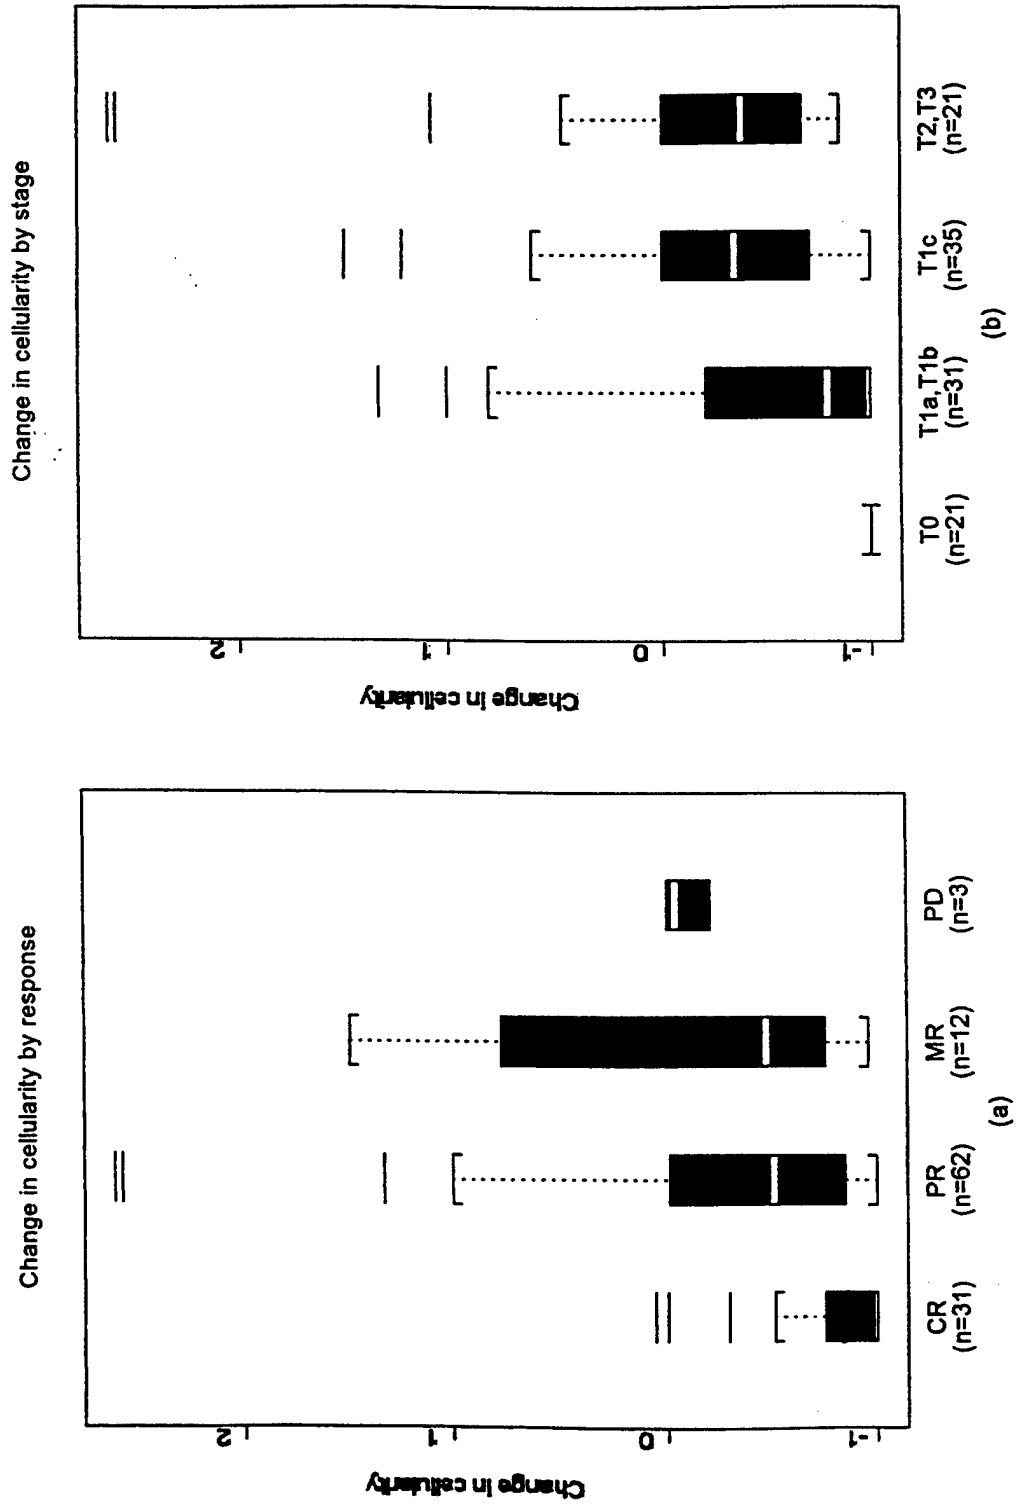 Change in cellularity by stage
2
1
0
-1
Change in cellularity
T0
(n=21)
T1a,T1b
(n=31)
T1c
(n=35)
T2,T3
(n=21)
(b)
Change in cellularity by response
2
1
0
-1
Change in cellularity
CR
(n=31)
PR
(n=62)
MR
(n=12)
PD
(n=3)
(a)